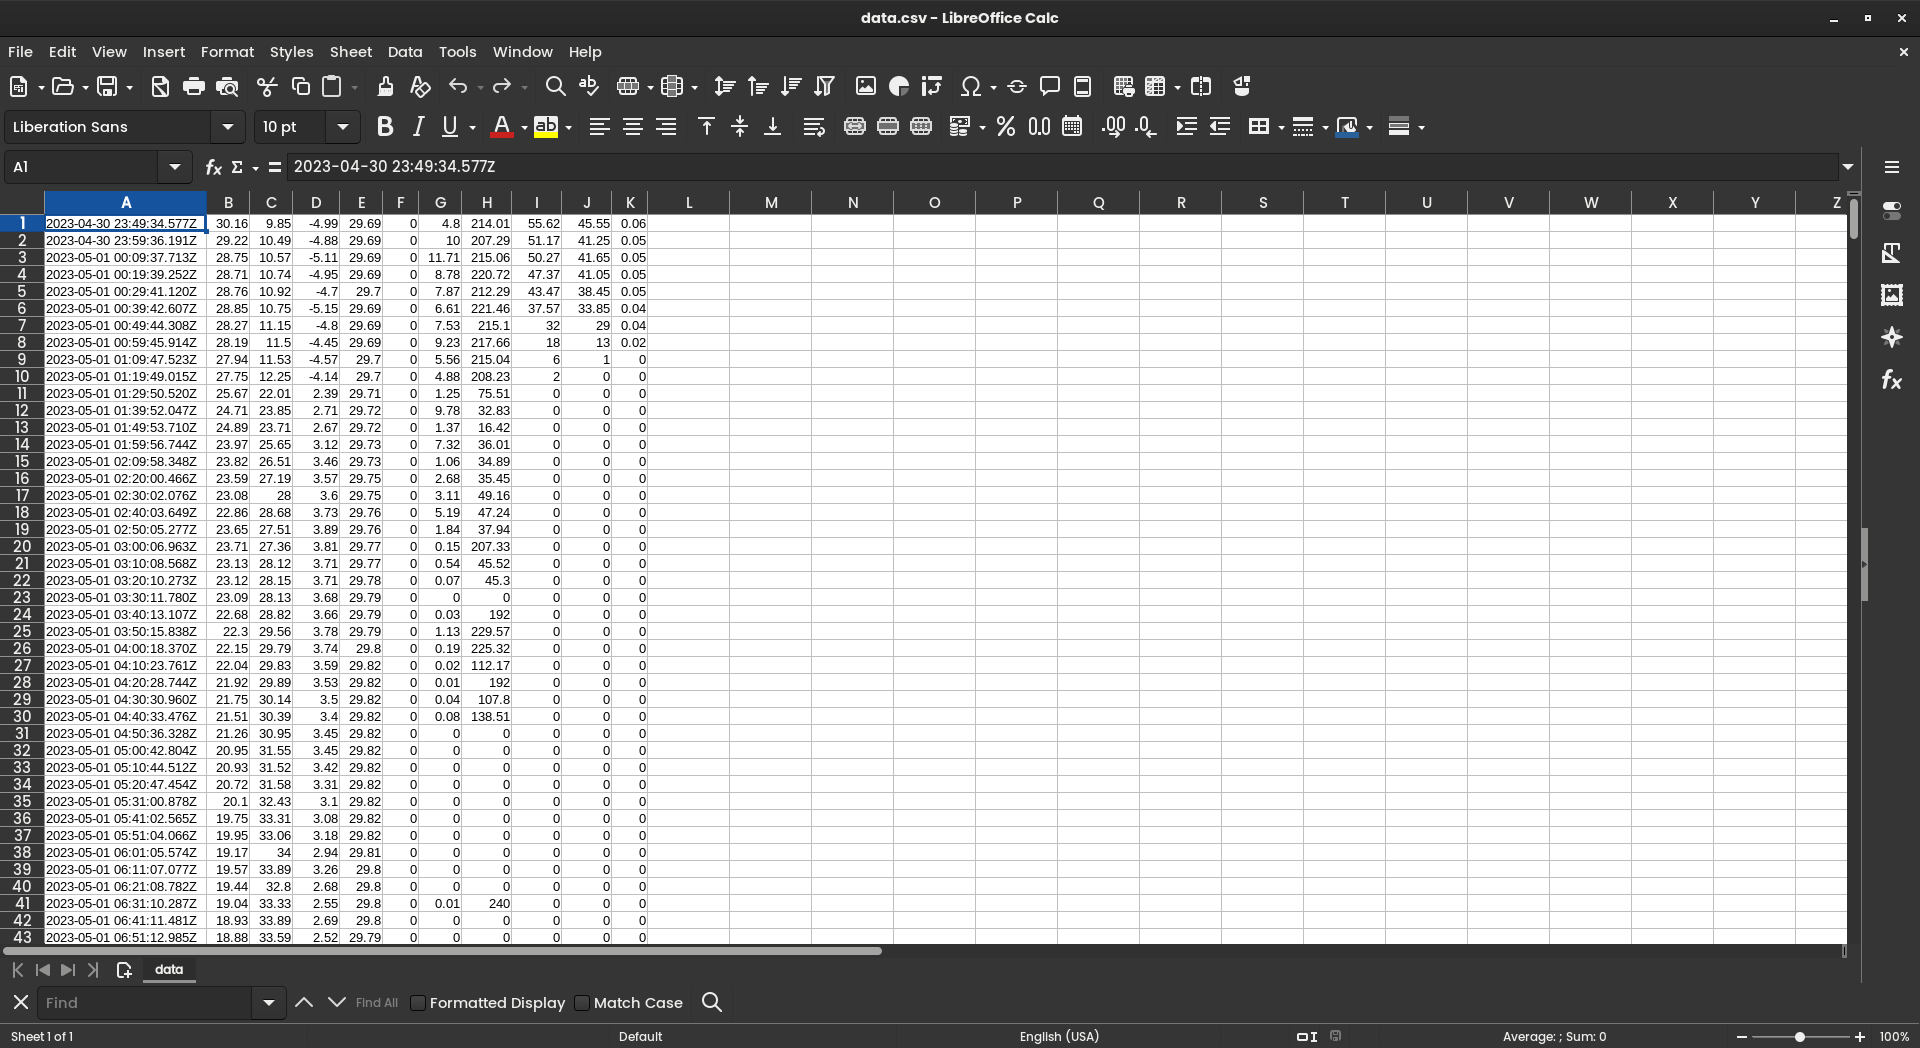 data.csv - LibreOffice Calc
File Edit View Insert Format Styles Sheet Data Tools Window Help
Liberation Sans 10 pt B I U A ab % 0.0 .00 .0
A1 fx Σ = 2023-04-30 23:49:34.577Z
A B C D E F G H I J K L M N O P Q R S T U V W X Y Z
1 2023-04-30 23:49:34.577Z 30.16 9.85 -4.99 29.69 0 4.8 214.01 55.62 45.55 0.06
2 2023-04-30 23:59:36.191Z 29.22 10.49 -4.88 29.69 0 10 207.29 51.17 41.25 0.05
3 2023-05-01 00:09:37.713Z 28.75 10.57 -5.11 29.69 0 11.71 215.06 50.27 41.65 0.05
4 2023-05-01 00:19:39.252Z 28.71 10.74 -4.95 29.69 0 8.78 220.72 47.37 41.05 0.05
5 2023-05-01 00:29:41.120Z 28.76 10.92 -4.7 29.7 0 7.87 212.29 43.47 38.45 0.05
6 2023-05-01 00:39:42.607Z 28.85 10.75 -5.15 29.69 0 6.61 221.46 37.57 33.85 0.04
7 2023-05-01 00:49:44.308Z 28.27 11.15 -4.8 29.69 0 7.53 215.1 32 29 0.04
8 2023-05-01 00:59:45.914Z 28.19 11.5 -4.45 29.69 0 9.23 217.66 18 13 0.02
9 2023-05-01 01:09:47.523Z 27.94 11.53 -4.57 29.7 0 5.56 215.04 6 1 0
10 2023-05-01 01:19:49.015Z 27.75 12.25 -4.14 29.7 0 4.88 208.23 2 0 0
11 2023-05-01 01:29:50.520Z 25.67 22.01 2.39 29.71 0 1.25 75.51 0 0 0
12 2023-05-01 01:39:52.047Z 24.71 23.85 2.71 29.72 0 9.78 32.83 0 0 0
13 2023-05-01 01:49:53.710Z 24.89 23.71 2.67 29.72 0 1.37 16.42 0 0 0
14 2023-05-01 01:59:56.744Z 23.97 25.65 3.12 29.73 0 7.32 36.01 0 0 0
15 2023-05-01 02:09:58.348Z 23.82 26.51 3.46 29.73 0 1.06 34.89 0 0 0
16 2023-05-01 02:20:00.466Z 23.59 27.19 3.57 29.75 0 2.68 35.45 0 0 0
17 2023-05-01 02:30:02.076Z 23.08 28 3.6 29.75 0 3.11 49.16 0 0 0
18 2023-05-01 02:40:03.649Z 22.86 28.68 3.73 29.76 0 5.19 47.24 0 0 0
19 2023-05-01 02:50:05.277Z 23.65 27.51 3.89 29.76 0 1.84 37.94 0 0 0
20 2023-05-01 03:00:06.963Z 23.71 27.36 3.81 29.77 0 0.15 207.33 0 0 0
21 2023-05-01 03:10:08.568Z 23.13 28.12 3.71 29.77 0 0.54 45.52 0 0 0
22 2023-05-01 03:20:10.273Z 23.12 28.15 3.71 29.78 0 0.07 45.3 0 0 0
23 2023-05-01 03:30:11.780Z 23.09 28.13 3.68 29.79 0 0 0 0 0 0
24 2023-05-01 03:40:13.107Z 22.68 28.82 3.66 29.79 0 0.03 192 0 0 0
25 2023-05-01 03:50:15.838Z 22.3 29.56 3.78 29.79 0 1.13 229.57 0 0 0
26 2023-05-01 04:00:18.370Z 22.15 29.79 3.74 29.8 0 0.19 225.32 0 0 0
27 2023-05-01 04:10:23.761Z 22.04 29.83 3.59 29.82 0 0.02 112.17 0 0 0
28 2023-05-01 04:20:28.744Z 21.92 29.89 3.53 29.82 0 0.01 192 0 0 0
29 2023-05-01 04:30:30.960Z 21.75 30.14 3.5 29.82 0 0.04 107.8 0 0 0
30 2023-05-01 04:40:33.476Z 21.51 30.39 3.4 29.82 0 0.08 138.51 0 0 0
31 2023-05-01 04:50:36.328Z 21.26 30.95 3.45 29.82 0 0 0 0 0 0
32 2023-05-01 05:00:42.804Z 20.95 31.55 3.45 29.82 0 0 0 0 0 0
33 2023-05-01 05:10:44.512Z 20.93 31.52 3.42 29.82 0 0 0 0 0 0
34 2023-05-01 05:20:47.454Z 20.72 31.58 3.31 29.82 0 0 0 0 0 0
35 2023-05-01 05:31:00.878Z 20.1 32.43 3.1 29.82 0 0 0 0 0 0
36 2023-05-01 05:41:02.565Z 19.75 33.31 3.08 29.82 0 0 0 0 0 0
37 2023-05-01 05:51:04.066Z 19.95 33.06 3.18 29.82 0 0 0 0 0 0
38 2023-05-01 06:01:05.574Z 19.17 34 2.94 29.81 0 0 0 0 0 0
39 2023-05-01 06:11:07.077Z 19.57 33.89 3.26 29.8 0 0 0 0 0 0
40 2023-05-01 06:21:08.782Z 19.44 32.8 2.68 29.8 0 0 0 0 0 0
41 2023-05-01 06:31:10.287Z 19.04 33.33 2.55 29.8 0 0.01 240 0 0 0
42 2023-05-01 06:41:11.481Z 18.93 33.89 2.69 29.8 0 0 0 0 0 0
43 2023-05-01 06:51:12.985Z 18.88 33.59 2.52 29.79 0 0 0 0 0 0
data
Find Find All Formatted Display Match Case
Sheet 1 of 1 Default English (USA) Average: ; Sum: 0 100%